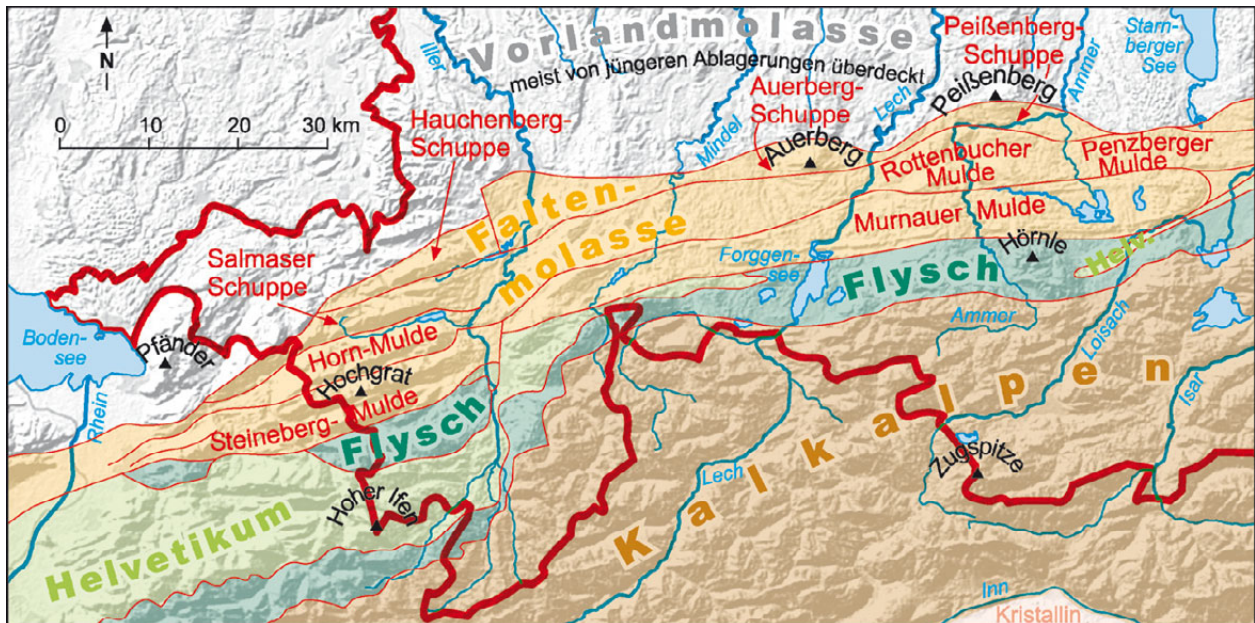 Vorlandmolasse
meist von jüngeren Ablagerungen überdeckt
N
0 10 20 30 km
Iller
Mindel
Lech
Ammer
Starn-
berger
See
Peißenberg-
Schuppe
Peißenberg
Auerberg-
Schuppe
Auerberg
Hauchenberg-
Schuppe
Rottenbucher
Mulde
Penzberger
Mulde
Falten-
molasse
Murnauer Mulde
Salmaser
Schuppe
Forggen-
see
Flysch
Hörnle
Helv.
Boden-
see
Pfänder
Horn-Mulde
Hochgrat
Steineberg-Mulde
Flysch
Ammer
Loisach
Isar
Rhein
Kalkalpen
Lech
Zugspitze
Hoher Ifen
Helvetikum
Inn
Kristallin